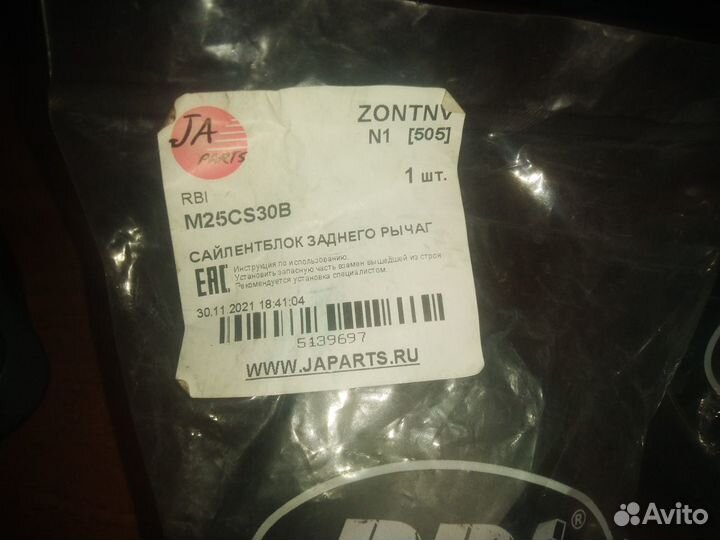 JA
PARTS
ZONTNV
N1 [505]
1 шт.
RBI
M25CS30B
САЙЛЕНТБЛОК ЗАДНЕГО РЫЧАГ
EAC
Инструкция по использованию.
Установить запасную часть взамен вышедшей из строя
Рекомендуется установка специалистом.
30.11.2021 18:41:04
5139697
WWW.JAPARTS.RU
RBI®
Avito